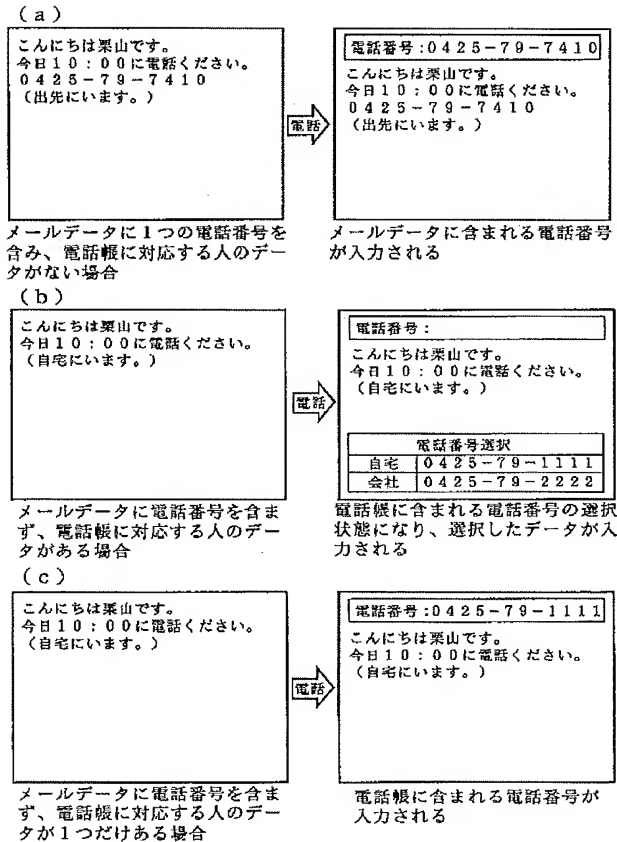 (a)
こんにちは栗山です。
今日10:00に電話ください。
0425-79-7410
(出先にいます。)
電話
電話番号:0425-79-7410
こんにちは栗山です。
今日10:00に電話ください。
0425-79-7410
(出先にいます。)
メールデータに1つの電話番号を
含み、電話帳に対応する人のデー
タがない場合
メールデータに含まれる電話番号
が入力される
(b)
こんにちは栗山です。
今日10:00に電話ください。
(自宅にいます。)
電話
電話番号:
こんにちは栗山です。
今日10:00に電話ください。
(自宅にいます。)
電話番号選択
自宅 0425-79-1111
会社 0425-79-2222
メールデータに電話番号を含ま
ず、電話帳に対応する人のデー
タがある場合
電話帳に含まれる電話番号の選択
状態になり、選択したデータが入
力される
(c)
こんにちは栗山です。
今日10:00に電話ください。
(自宅にいます。)
電話
電話番号:0425-79-1111
こんにちは栗山です。
今日10:00に電話ください。
(自宅にいます。)
メールデータに電話番号を含ま
ず、電話帳に対応する人のデー
タが1つだけある場合
電話帳に含まれる電話番号が
入力される